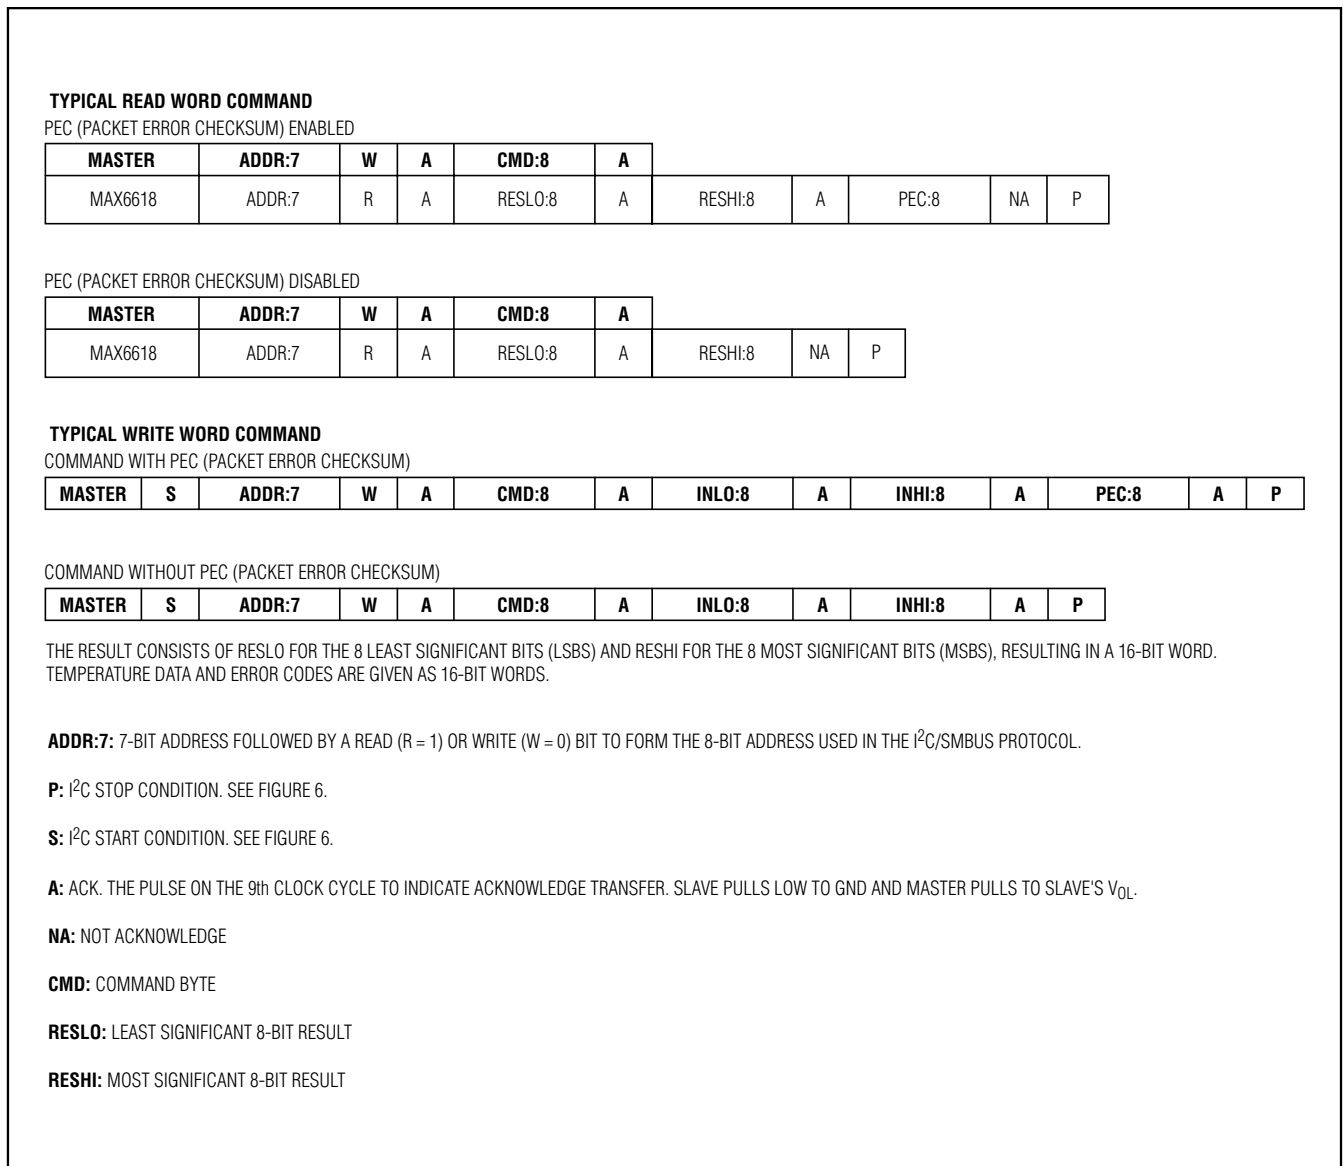 TYPICAL READ WORD COMMAND
PEC (PACKET ERROR CHECKSUM) ENABLED
MASTER ADDR:7 W A CMD:8 A
MAX6618 ADDR:7 R A RESLO:8 A RESHI:8 A PEC:8 NA P
PEC (PACKET ERROR CHECKSUM) DISABLED
MASTER ADDR:7 W A CMD:8 A
MAX6618 ADDR:7 R A RESLO:8 A RESHI:8 NA P
TYPICAL WRITE WORD COMMAND
COMMAND WITH PEC (PACKET ERROR CHECKSUM)
MASTER S ADDR:7 W A CMD:8 A INLO:8 A INHI:8 A PEC:8 A P
COMMAND WITHOUT PEC (PACKET ERROR CHECKSUM)
MASTER S ADDR:7 W A CMD:8 A INLO:8 A INHI:8 A P
THE RESULT CONSISTS OF RESLO FOR THE 8 LEAST SIGNIFICANT BITS (LSBS) AND RESHI FOR THE 8 MOST SIGNIFICANT BITS (MSBS), RESULTING IN A 16-BIT WORD.
TEMPERATURE DATA AND ERROR CODES ARE GIVEN AS 16-BIT WORDS.
ADDR:7: 7-BIT ADDRESS FOLLOWED BY A READ (R = 1) OR WRITE (W = 0) BIT TO FORM THE 8-BIT ADDRESS USED IN THE I²C/SMBUS PROTOCOL.
P: I²C STOP CONDITION. SEE FIGURE 6.
S: I²C START CONDITION. SEE FIGURE 6.
A: ACK. THE PULSE ON THE 9th CLOCK CYCLE TO INDICATE ACKNOWLEDGE TRANSFER. SLAVE PULLS LOW TO GND AND MASTER PULLS TO SLAVE'S VOL.
NA: NOT ACKNOWLEDGE
CMD: COMMAND BYTE
RESLO: LEAST SIGNIFICANT 8-BIT RESULT
RESHI: MOST SIGNIFICANT 8-BIT RESULT